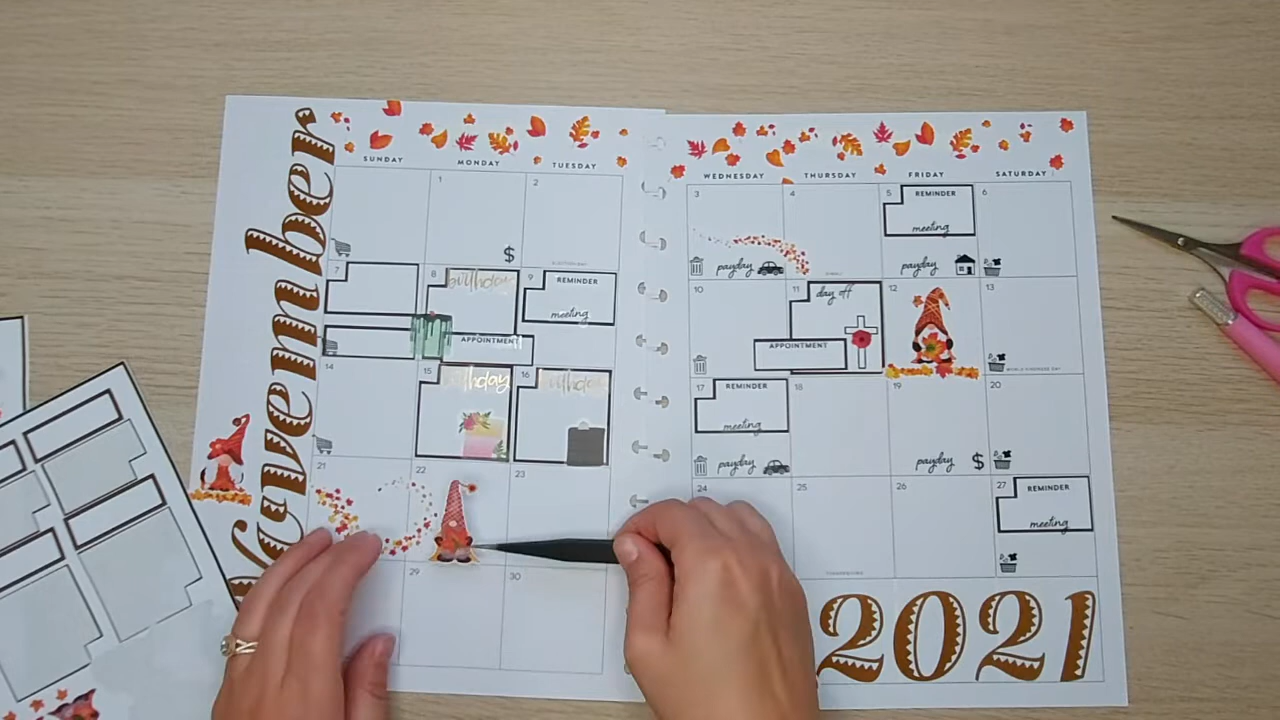 November
SUNDAY MONDAY TUESDAY
WEDNESDAY THURSDAY FRIDAY SATURDAY
1 2
3 4 5 6
REMINDER
meeting
$
payday
payday
7 8 9
birthday
REMINDER
meeting
APPOINTMENT
10 11 12 13
day off
APPOINTMENT
WORLD KINDNESS DAY
14 15 16
birthday
birthday
17 18 19 20
REMINDER
meeting
payday
payday $
21 22 23
24 25 26 27
REMINDER
meeting
29 30
2021